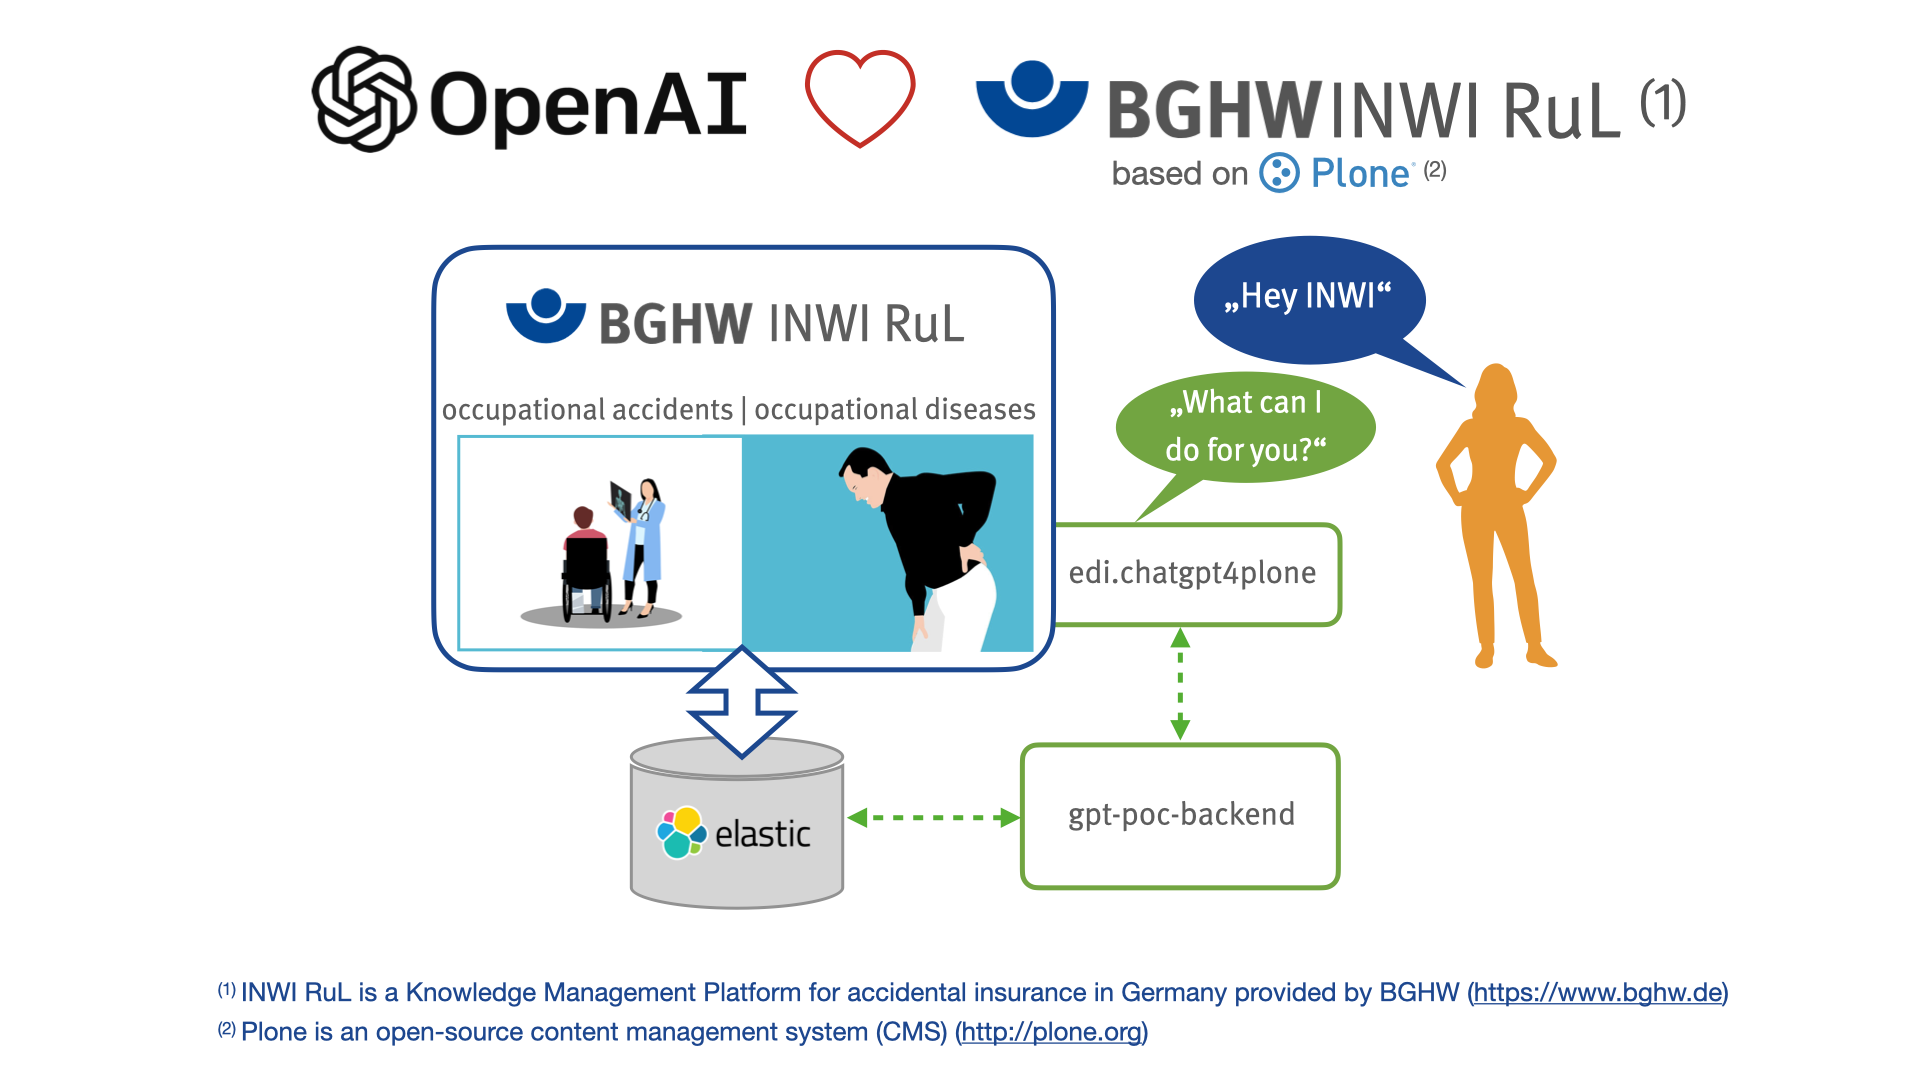 OpenAI
BGHW INWI RuL (1)
based on Plone® (2)
„Hey INWI“
BGHW INWI RuL
occupational accidents | occupational diseases
„What can I
do for you?“
edi.chatgpt4plone
elastic
gpt-poc-backend
(1) INWI RuL is a Knowledge Management Platform for accidental insurance in Germany provided by BGHW (https://www.bghw.de)
(2) Plone is an open-source content management system (CMS) (http://plone.org)